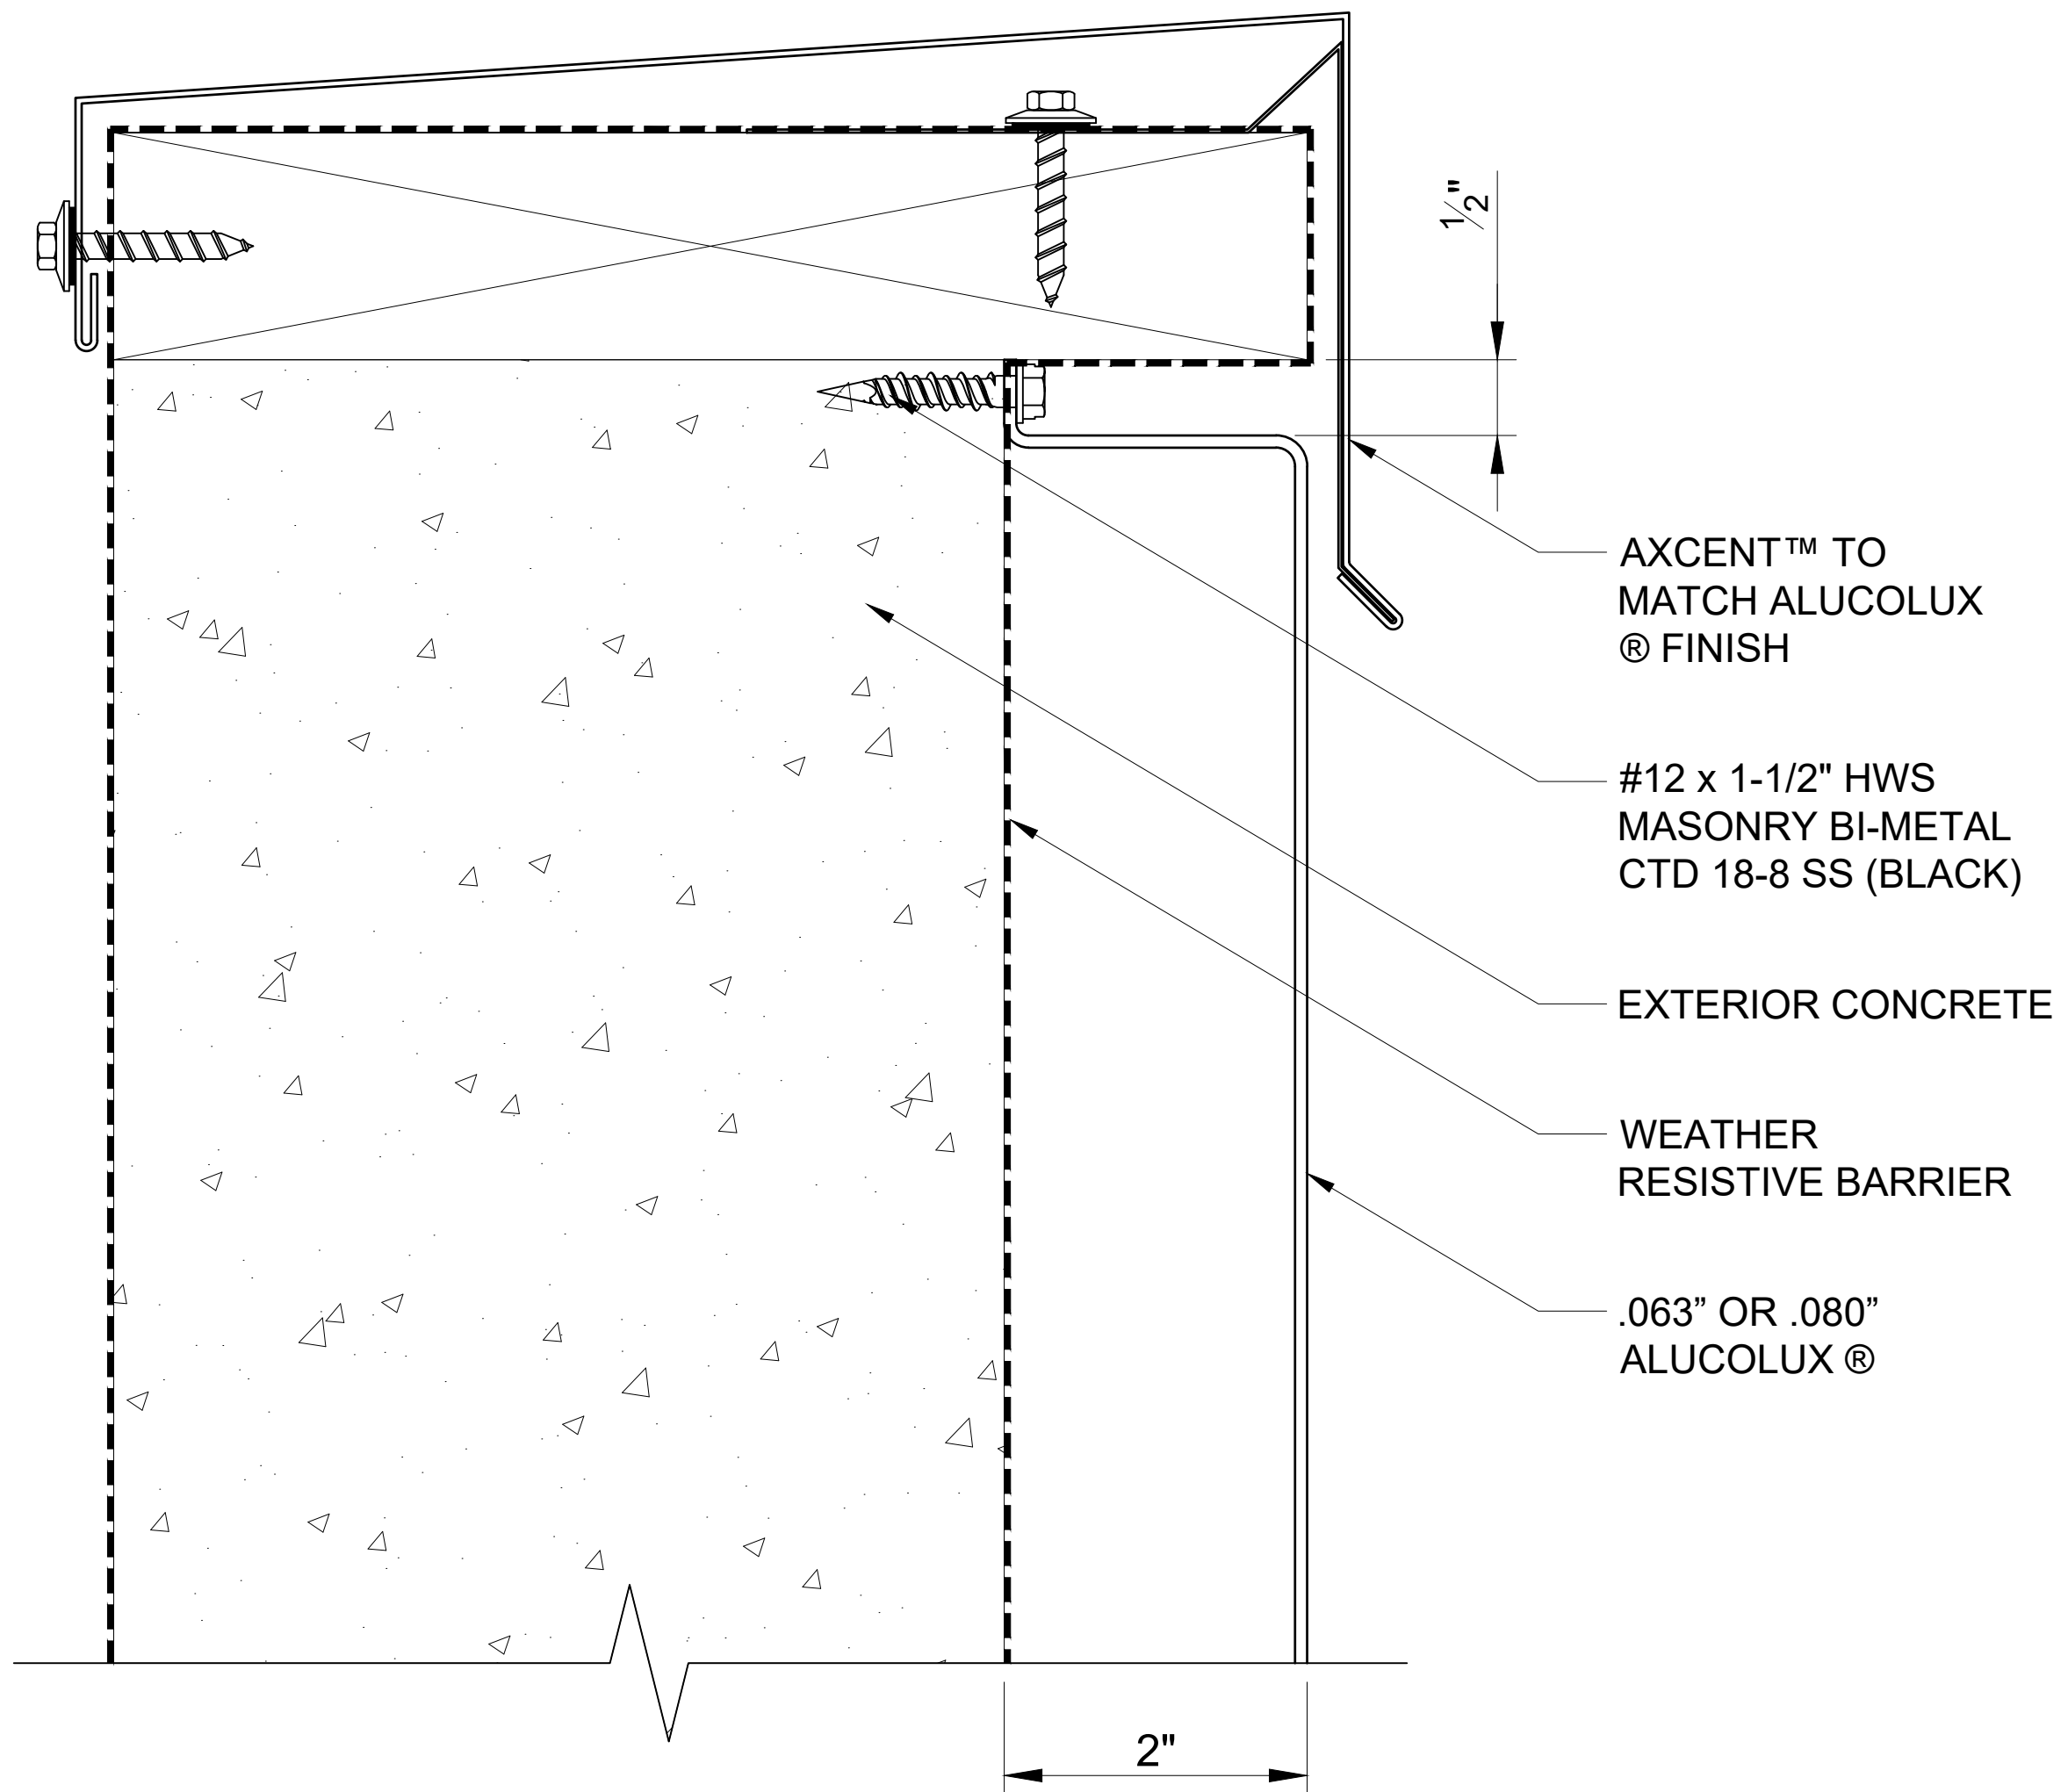 1/2"
AXCENT™ TO
MATCH ALUCOLUX
® FINISH
#12 x 1-1/2" HWS
MASONRY BI-METAL
CTD 18-8 SS (BLACK)
EXTERIOR CONCRETE
WEATHER
RESISTIVE BARRIER
.063” OR .080”
ALUCOLUX ®
2"